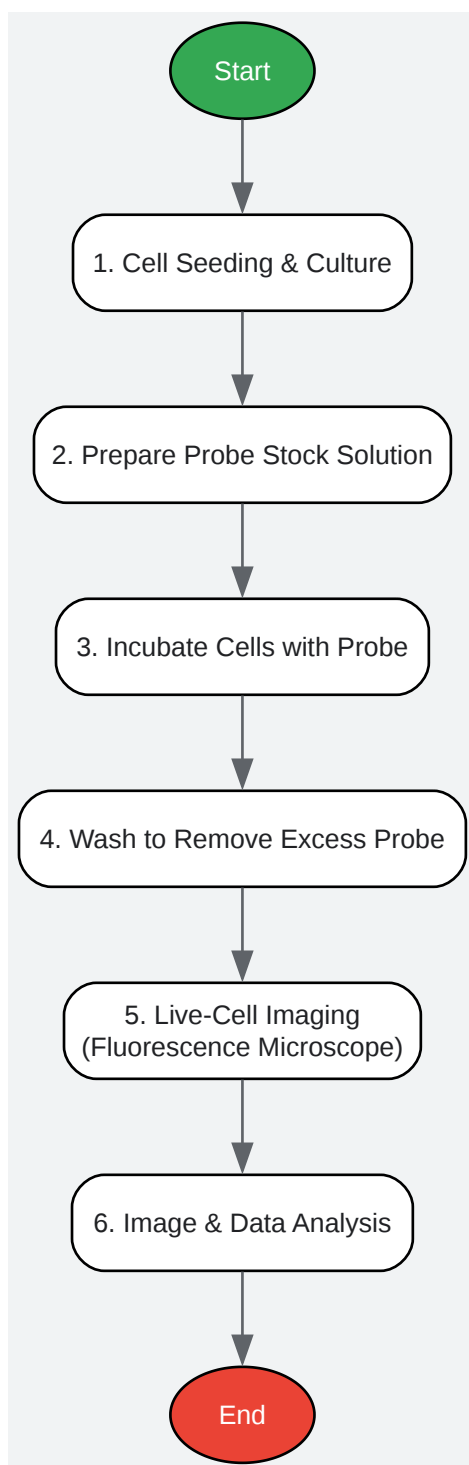 Start
1. Cell Seeding & Culture
2. Prepare Probe Stock Solution
3. Incubate Cells with Probe
4. Wash to Remove Excess Probe
5. Live-Cell Imaging
(Fluorescence Microscope)
6. Image & Data Analysis
End